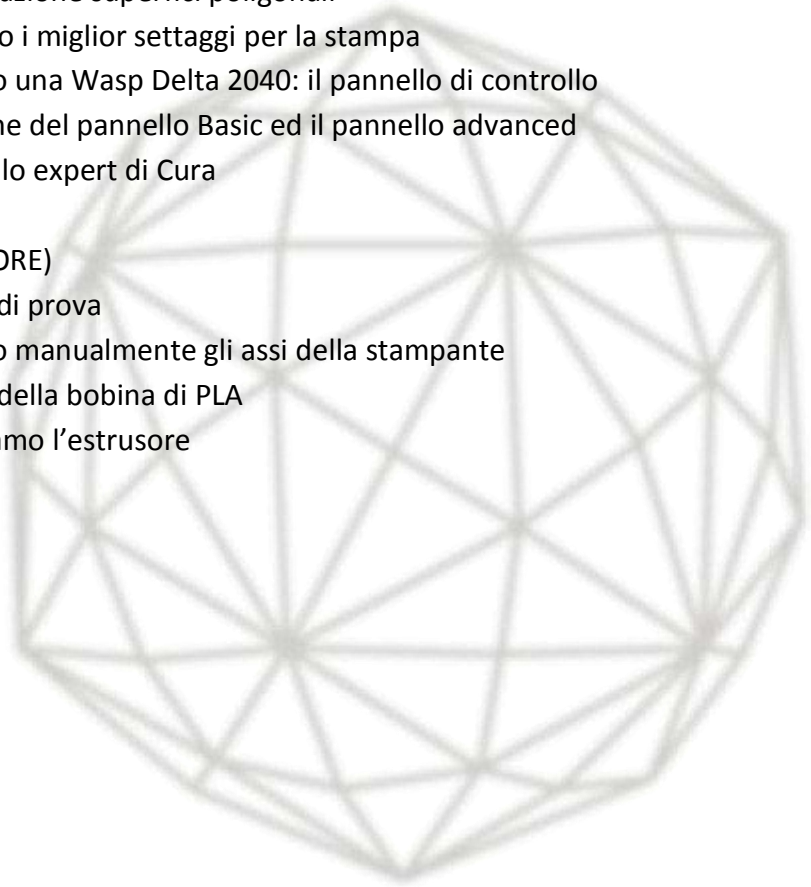 o i miglior settaggi per la stampa
o una Wasp Delta 2040: il pannello di controllo
ne del pannello Basic ed il pannello advanced
lo expert di Cura
ORE)
di prova
o manualmente gli assi della stampante
della bobina di PLA
mo l’estrusore